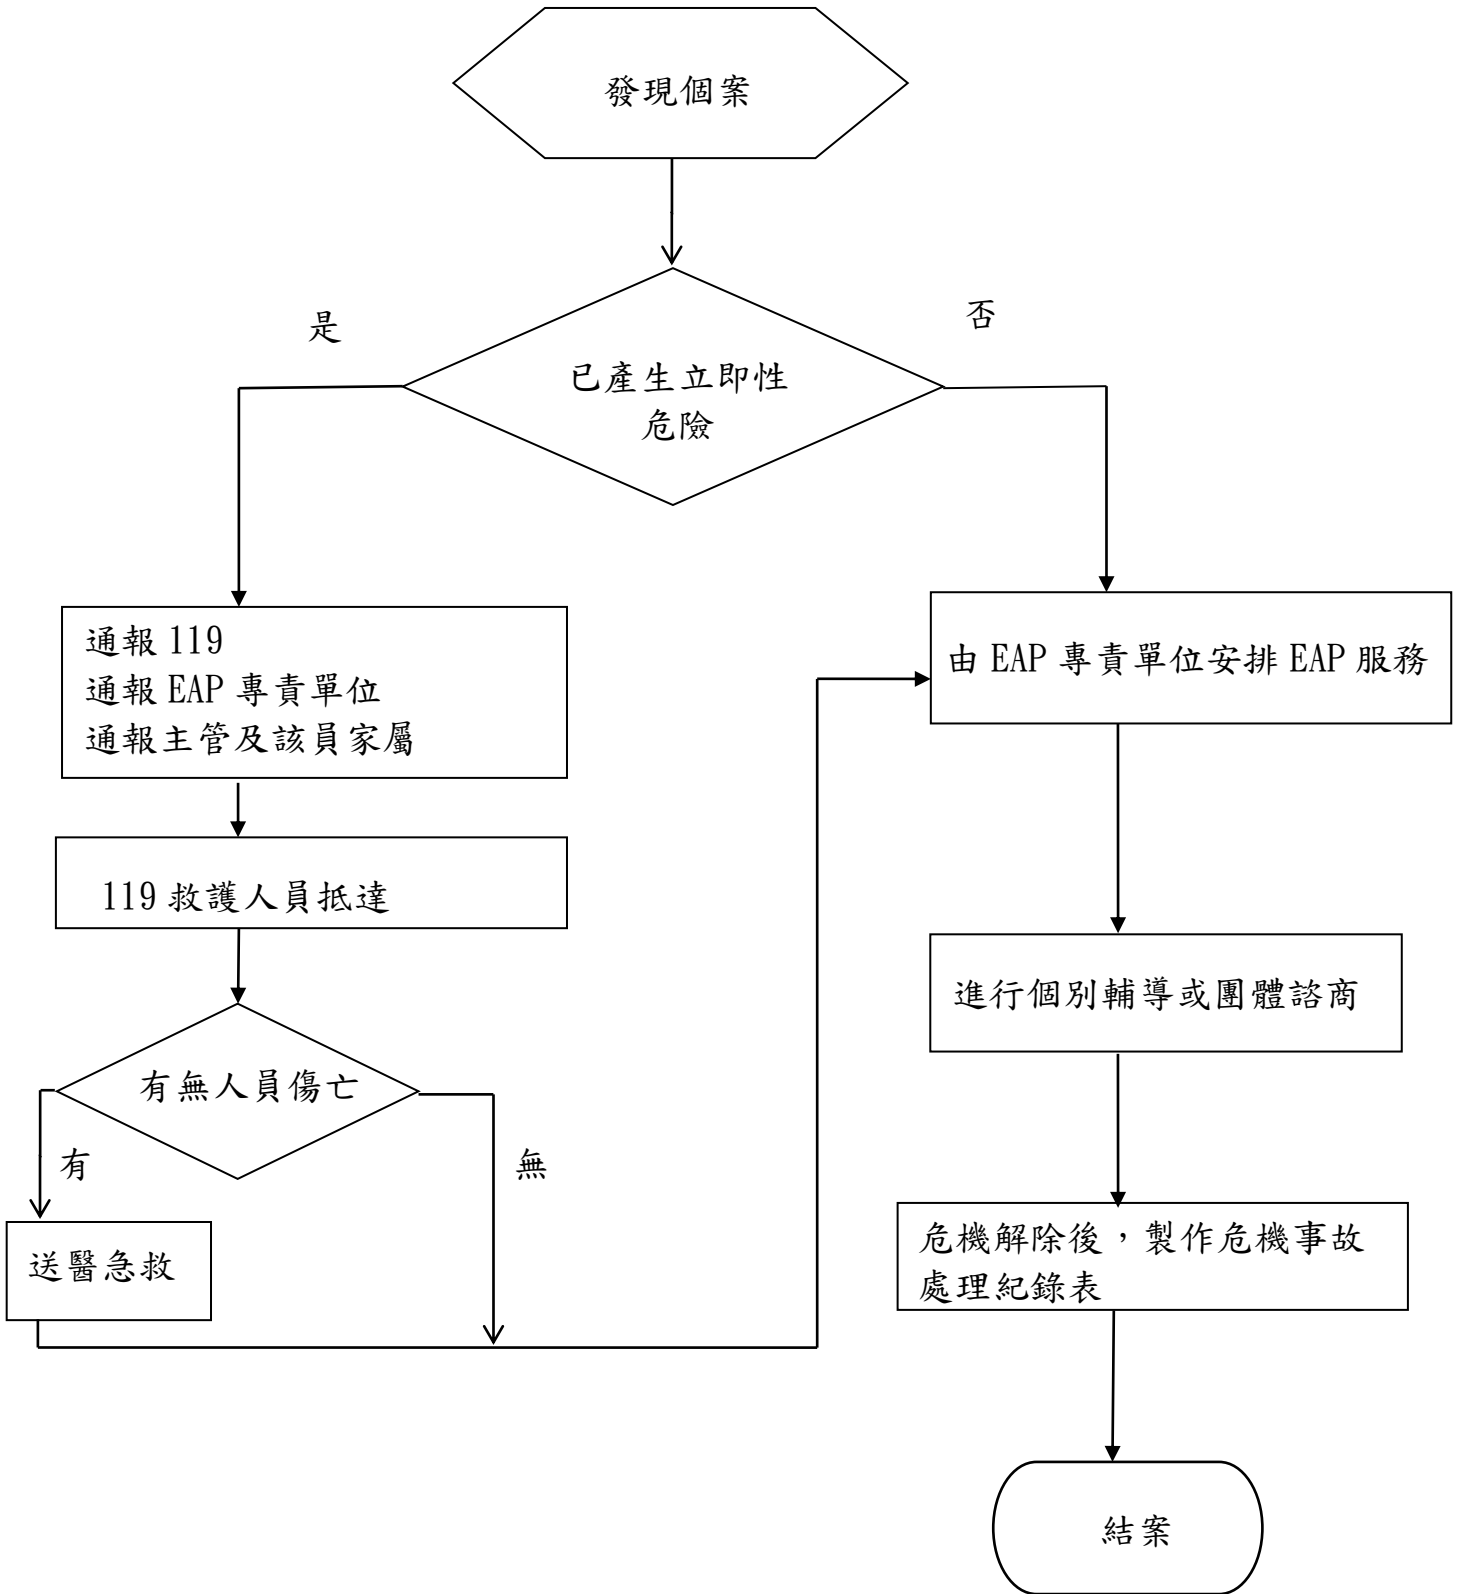 發現個案
是
否
已產生立即性
危險
通報 119
通報 EAP 專責單位
通報主管及該員家屬
由 EAP 專責單位安排 EAP 服務
119 救護人員抵達
進行個別輔導或團體諮商
有無人員傷亡
有
無
送醫急救
危機解除後，製作危機事故
處理紀錄表
結案